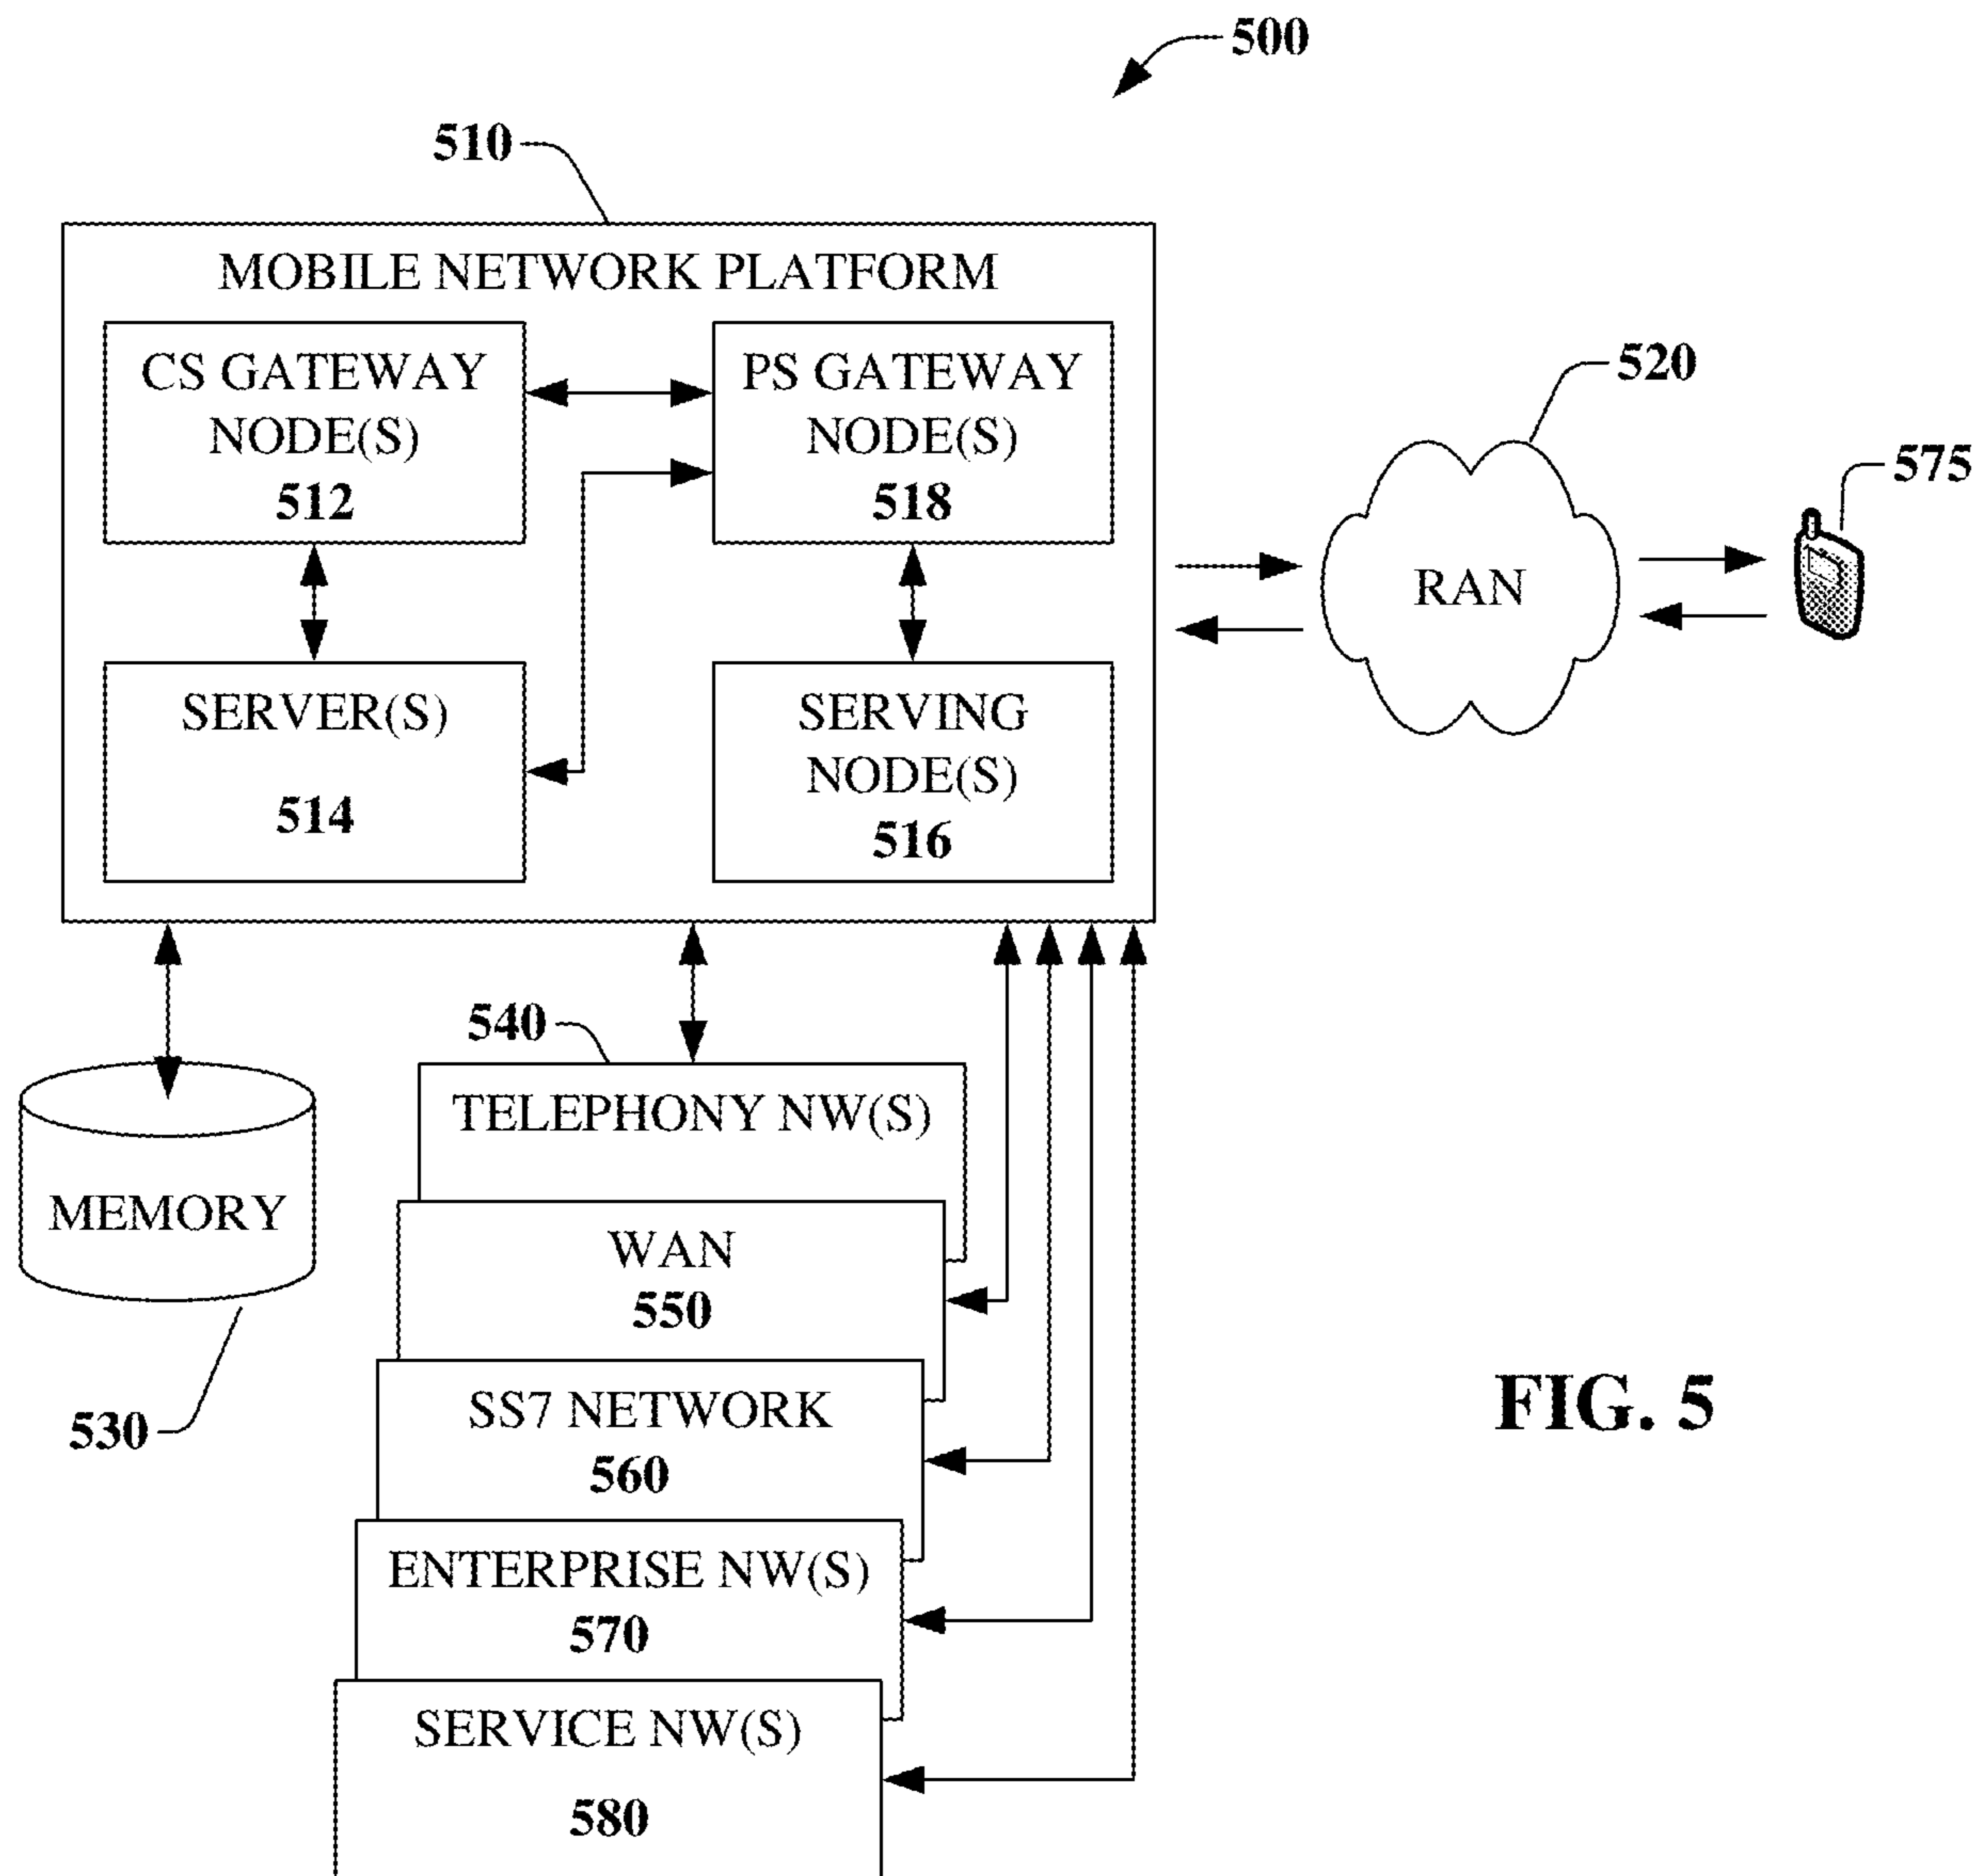 500
510
MOBILE NETWORK PLATFORM
CS GATEWAY
NODE(S)
512
PS GATEWAY
NODE(S)
518
SERVER(S)
514
SERVING
NODE(S)
516
520
RAN
575
540
TELEPHONY NW(S)
MEMORY
530
WAN
550
SS7 NETWORK
560
ENTERPRISE NW(S)
570
SERVICE NW(S)
580
FIG. 5